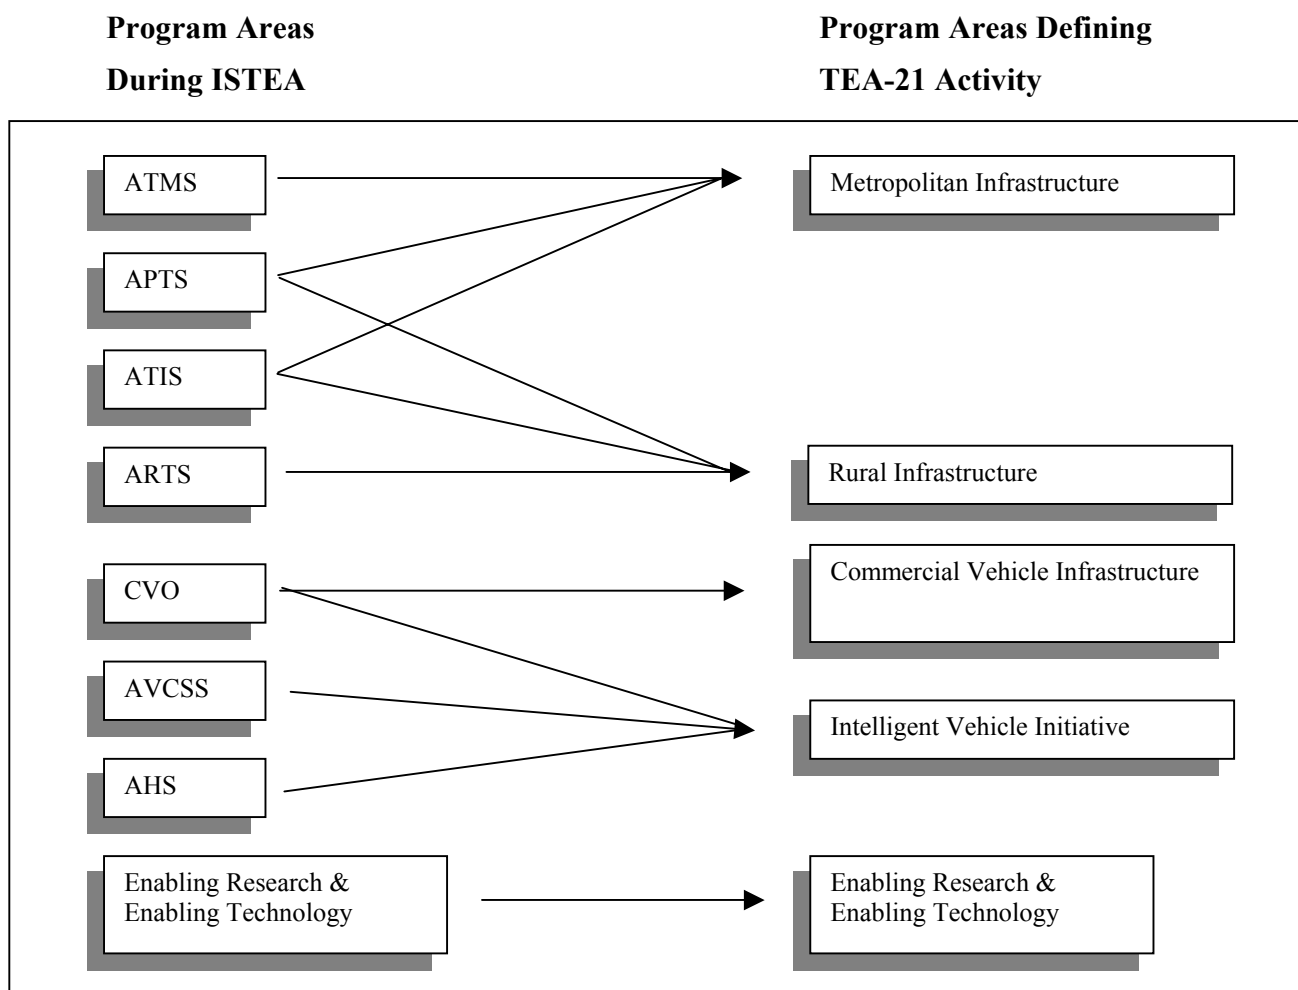 Program Areas
During ISTEA
Program Areas Defining
TEA-21 Activity
ATMS
Metropolitan Infrastructure
APTS
ATIS
ARTS
Rural Infrastructure
CVO
Commercial Vehicle Infrastructure
AVCSS
Intelligent Vehicle Initiative
AHS
Enabling Research &
Enabling Technology
Enabling Research &
Enabling Technology